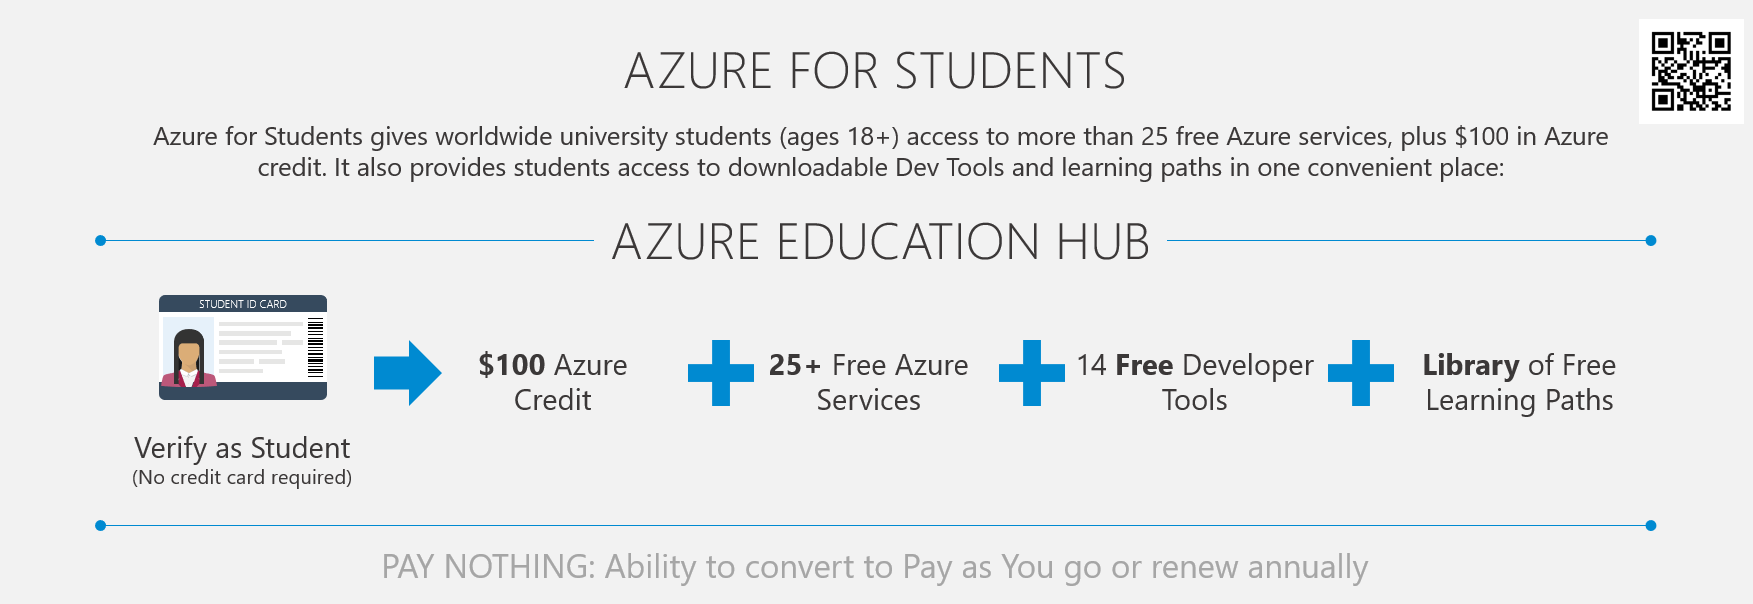 AZURE FOR STUDENTS
Azure for Students gives worldwide university students (ages 18+) access to more than 25 free Azure services, plus $100 in Azure
credit. It also provides students access to downloadable Dev Tools and learning paths in one convenient place:
AZURE EDUCATION HUB
STUDENT ID CARD
Verify as Student
(No credit card required)
$100 Azure
Credit
25+ Free Azure
Services
14 Free Developer
Tools
Library of Free
Learning Paths
PAY NOTHING: Ability to convert to Pay as You go or renew annually